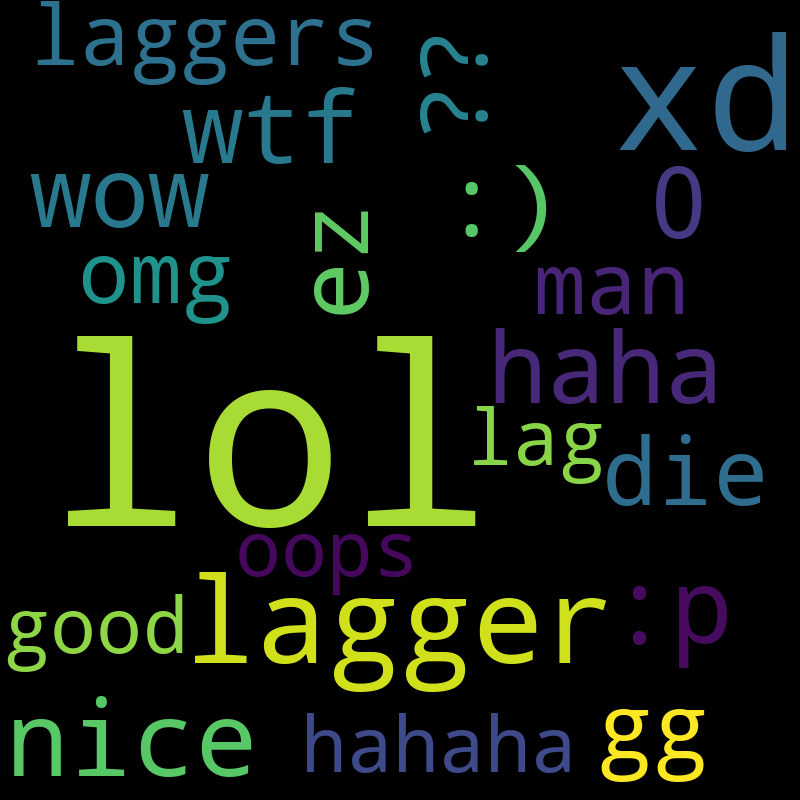 laggers
??
xd
wtf
wow
:)
O
ez
omg
man
haha
lol
lag
die
oops
lagger
:p
good
nice
hahaha
gg